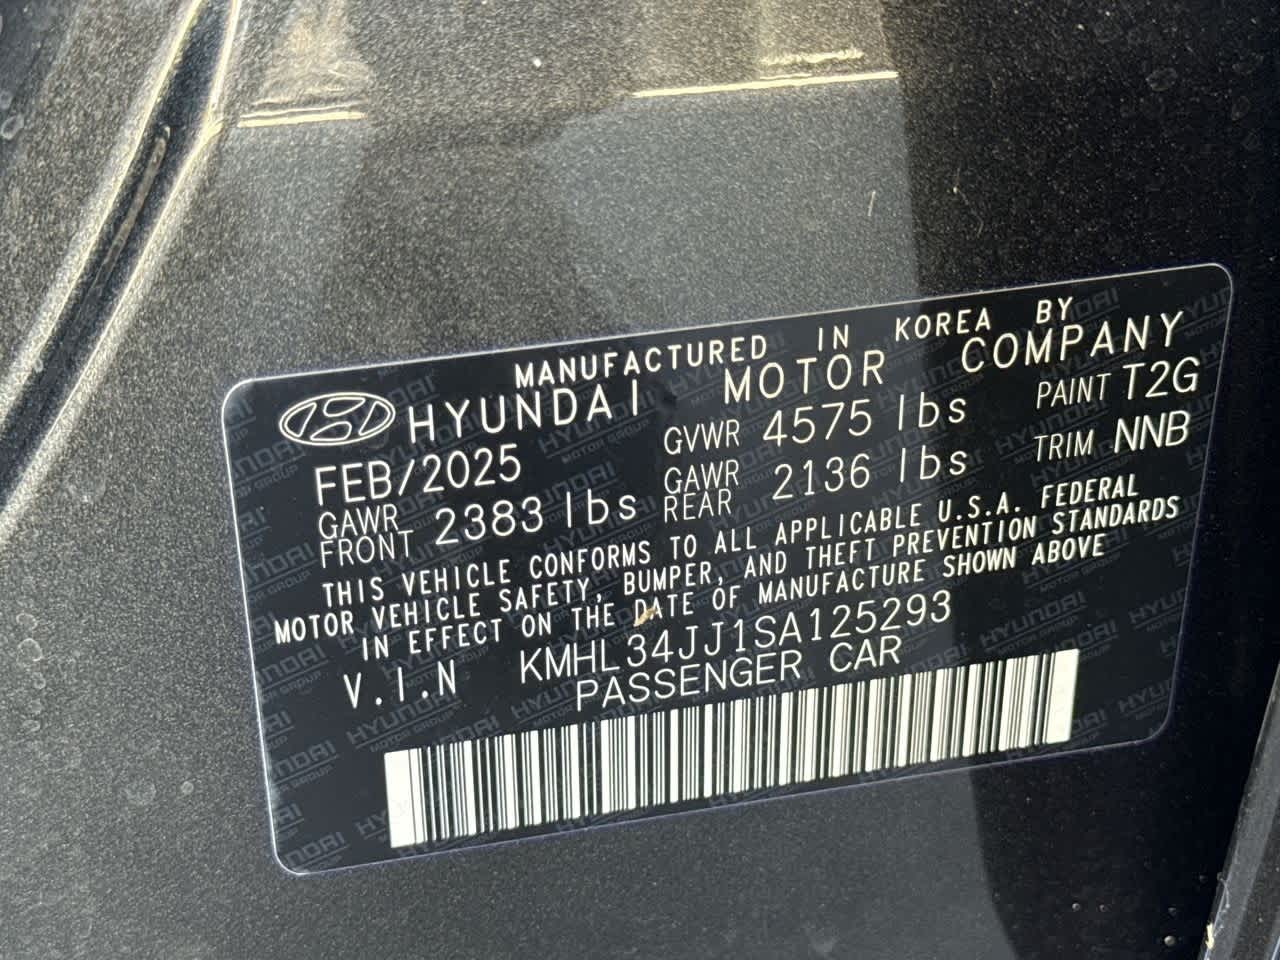 MANUFACTURED IN KOREA BY
HYUNDAI MOTOR COMPANY
FEB/2025 GVWR 4575 lbs PAINT T2G
GAWR FRONT 2383 lbs GAWR REAR 2136 lbs TRIM NNB
THIS VEHICLE CONFORMS TO ALL APPLICABLE U.S.A. FEDERAL
MOTOR VEHICLE SAFETY, BUMPER, AND THEFT PREVENTION STANDARDS
IN EFFECT ON THE DATE OF MANUFACTURE SHOWN ABOVE
V.I.N KMHL34JJ1SA125293
PASSENGER CAR
HYUNDAI
MOTOR GROUP